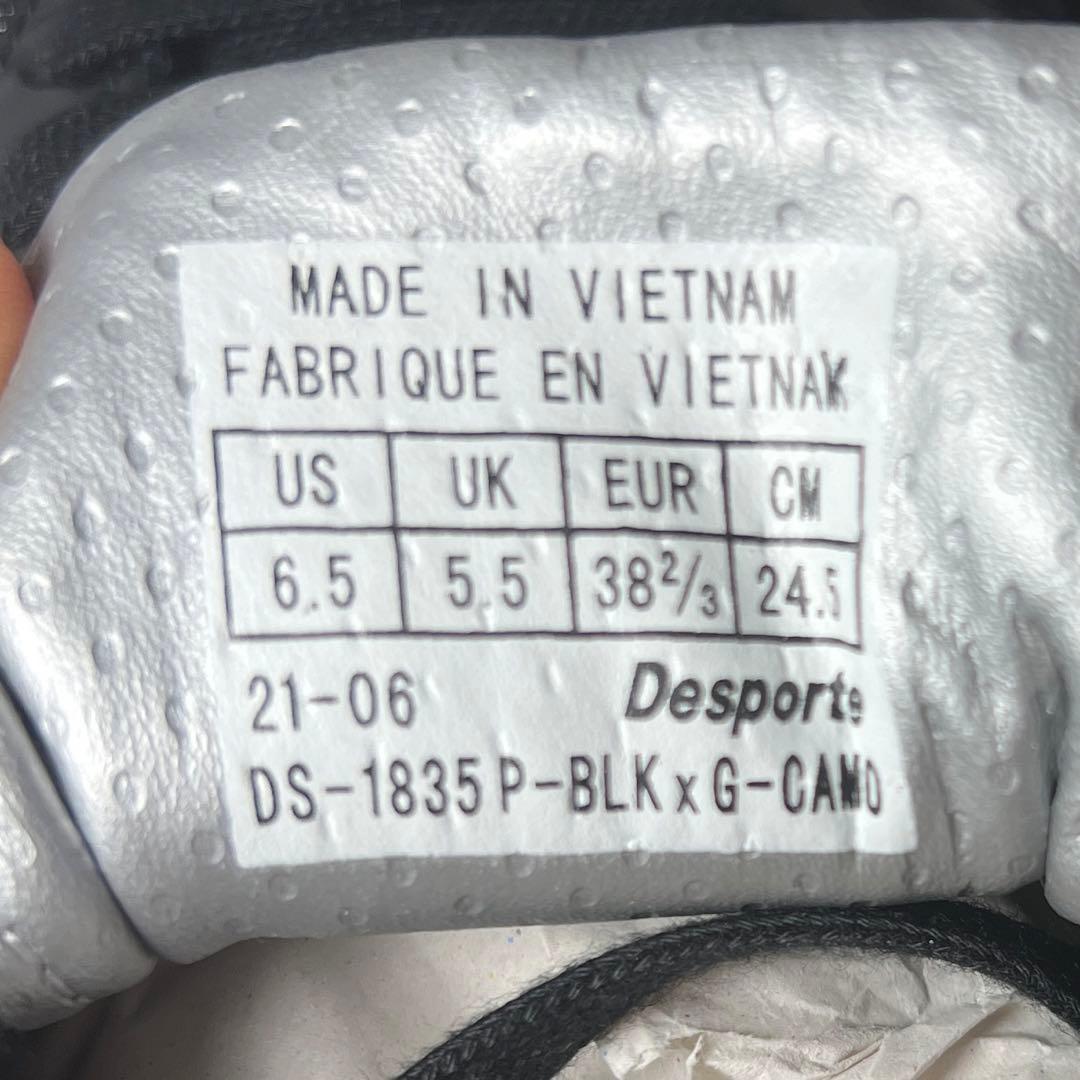 MADE IN VIETNAM
FABRIQUE EN VIETNAM
US UK EUR CM
6.5 5.5 38 2/3 24.5
21-06 Desporte
DS-1835 P-BLK x G-CAMO